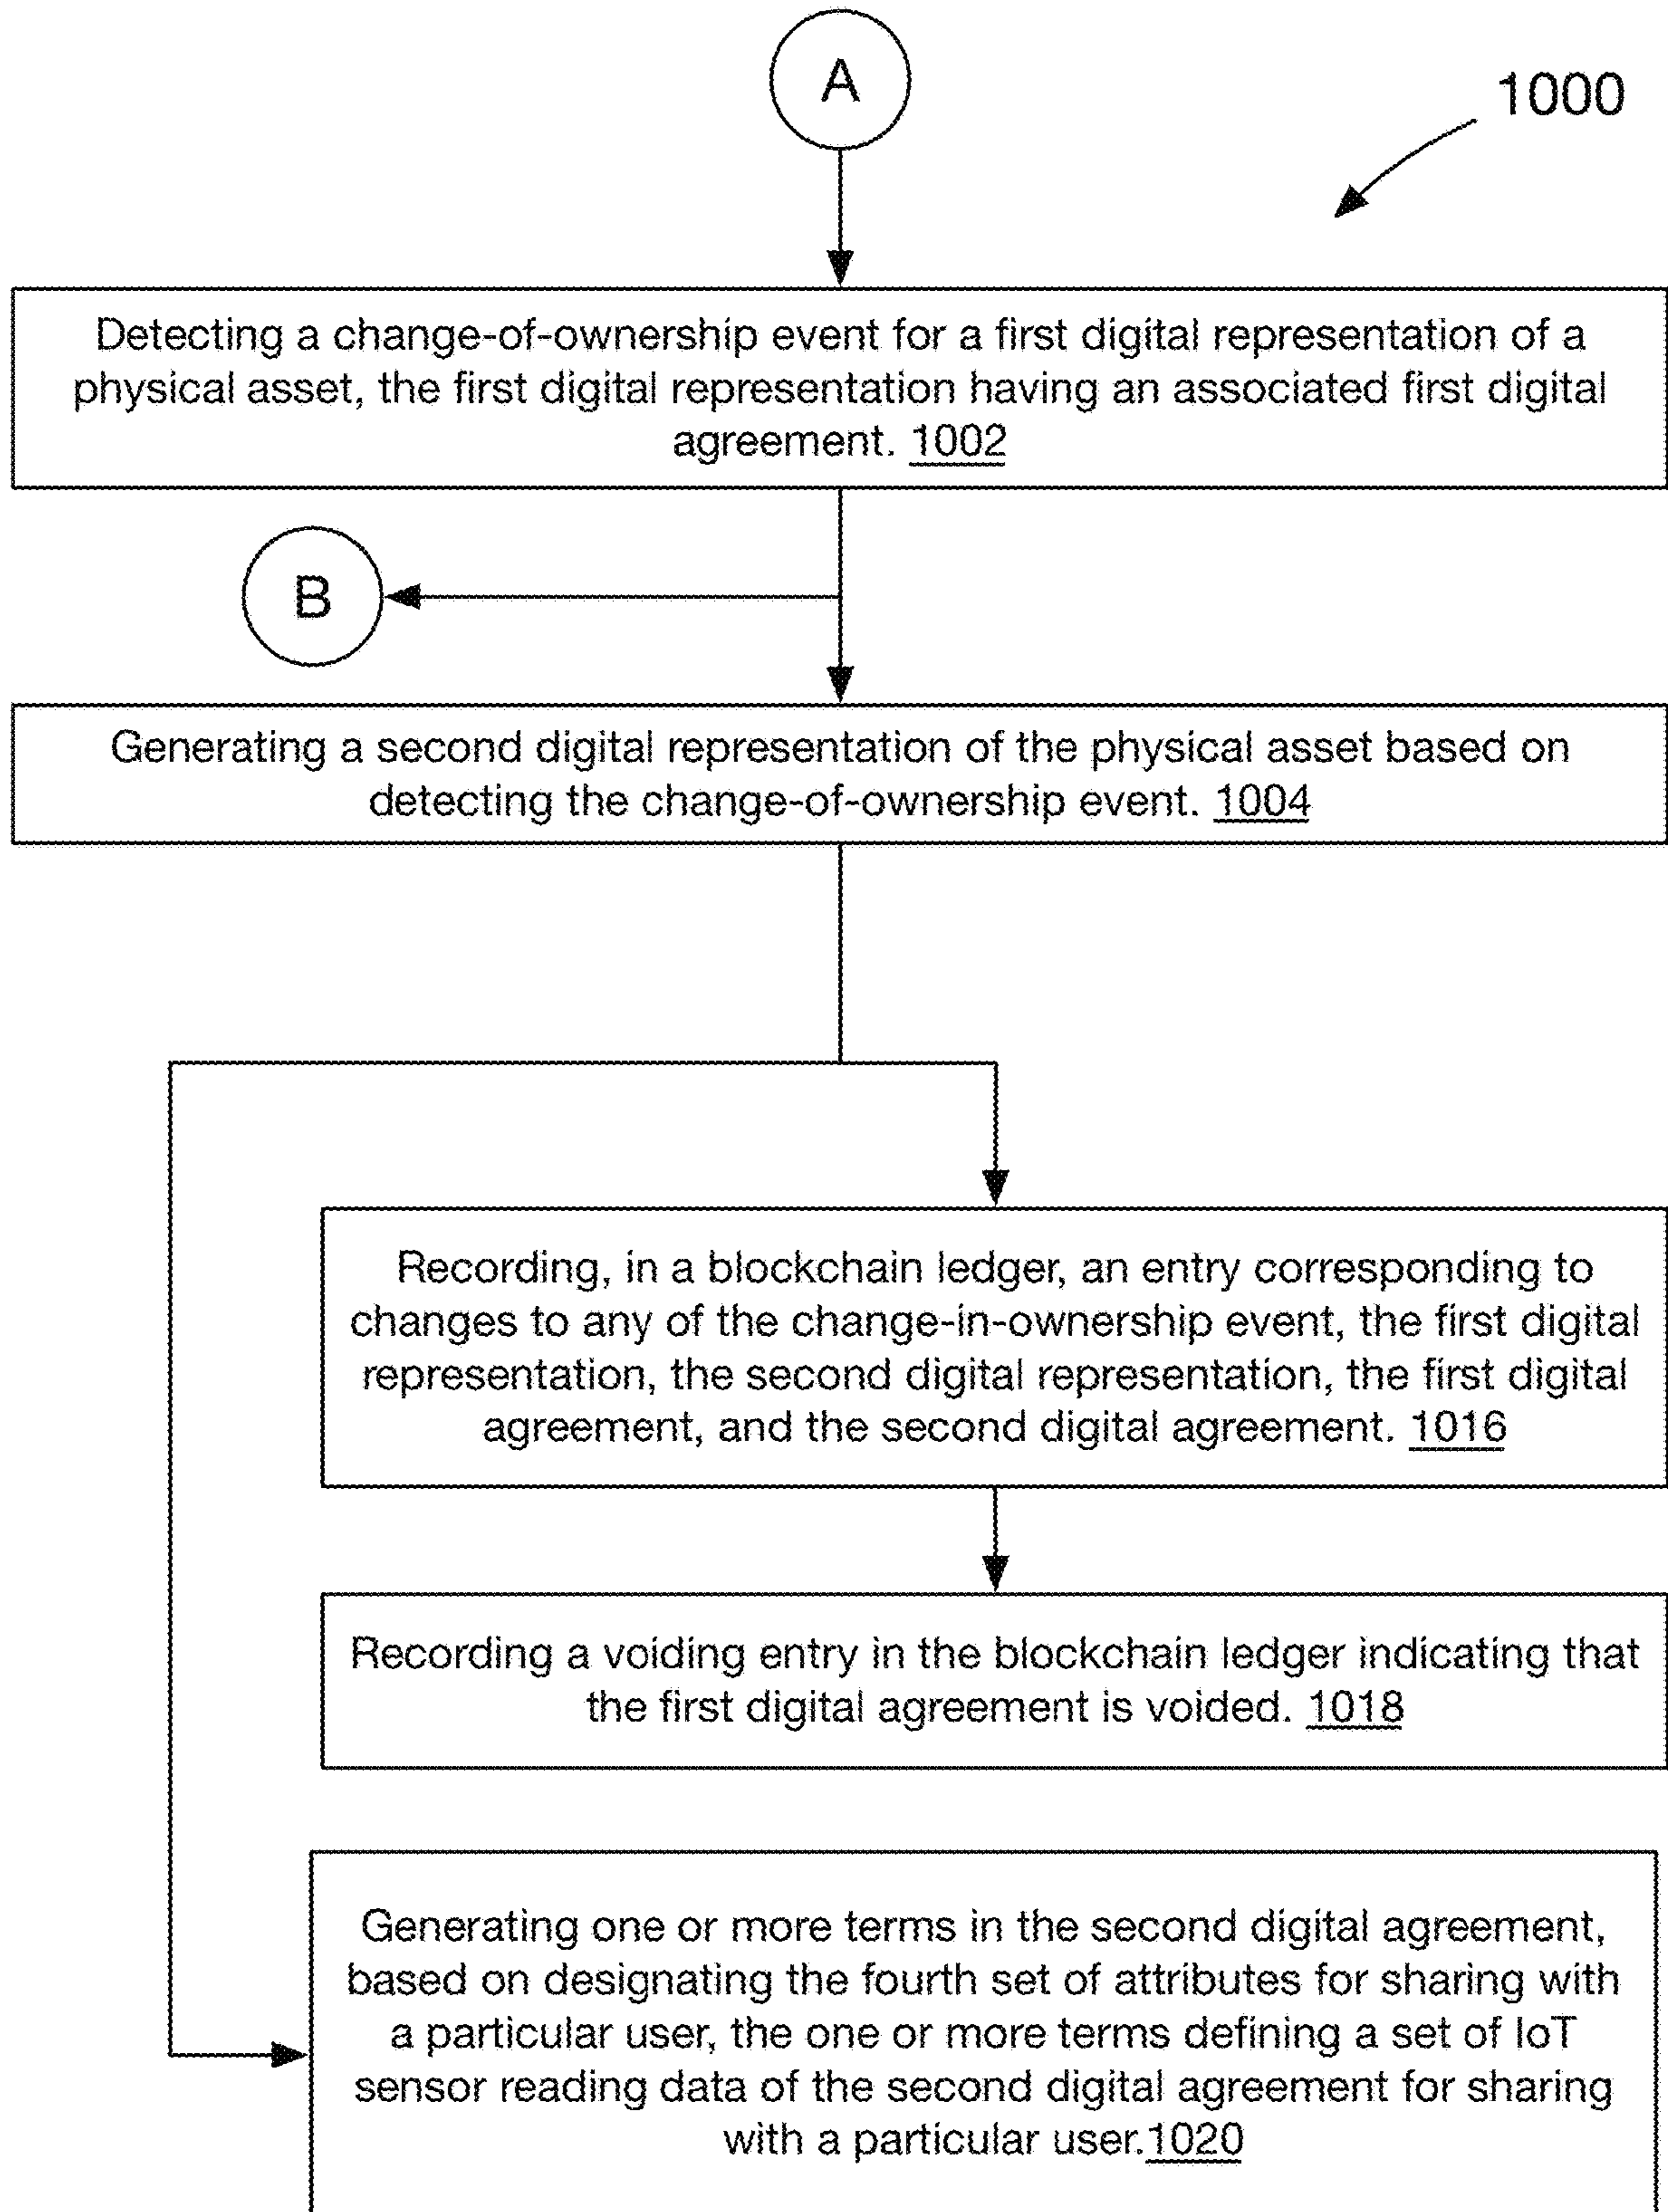 A
1000
Detecting a change-of-ownership event for a first digital representation of a
physical asset, the first digital representation having an associated first digital
agreement. 1002
B
Generating a second digital representation of the physical asset based on
detecting the change-of-ownership event. 1004
Recording, in a blockchain ledger, an entry corresponding to
changes to any of the change-in-ownership event, the first digital
representation, the second digital representation, the first digital
agreement, and the second digital agreement. 1016
Recording a voiding entry in the blockchain ledger indicating that
the first digital agreement is voided. 1018
Generating one or more terms in the second digital agreement,
based on designating the fourth set of attributes for sharing with
a particular user, the one or more terms defining a set of IoT
sensor reading data of the second digital agreement for sharing
with a particular user.1020